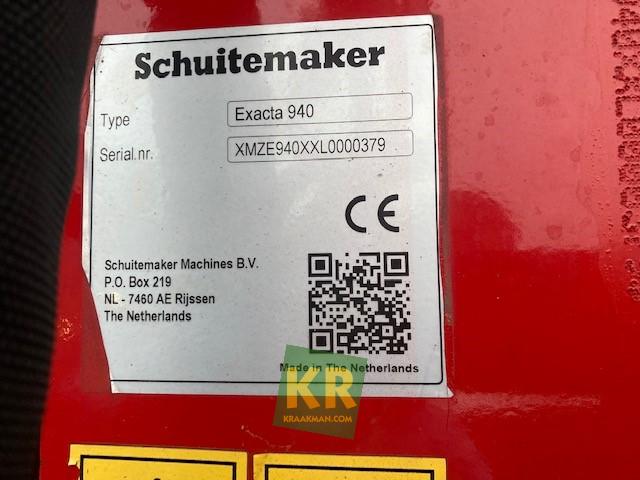 Schuitemaker
Type Exacta 940
Serial.nr. XMZE940XXL0000379
CE
Schuitemaker Machines B.V.
P.O. Box 219
NL - 7460 AE Rijssen
The Netherlands
Made in The Netherlands
KR
KRAAKMAN.COM